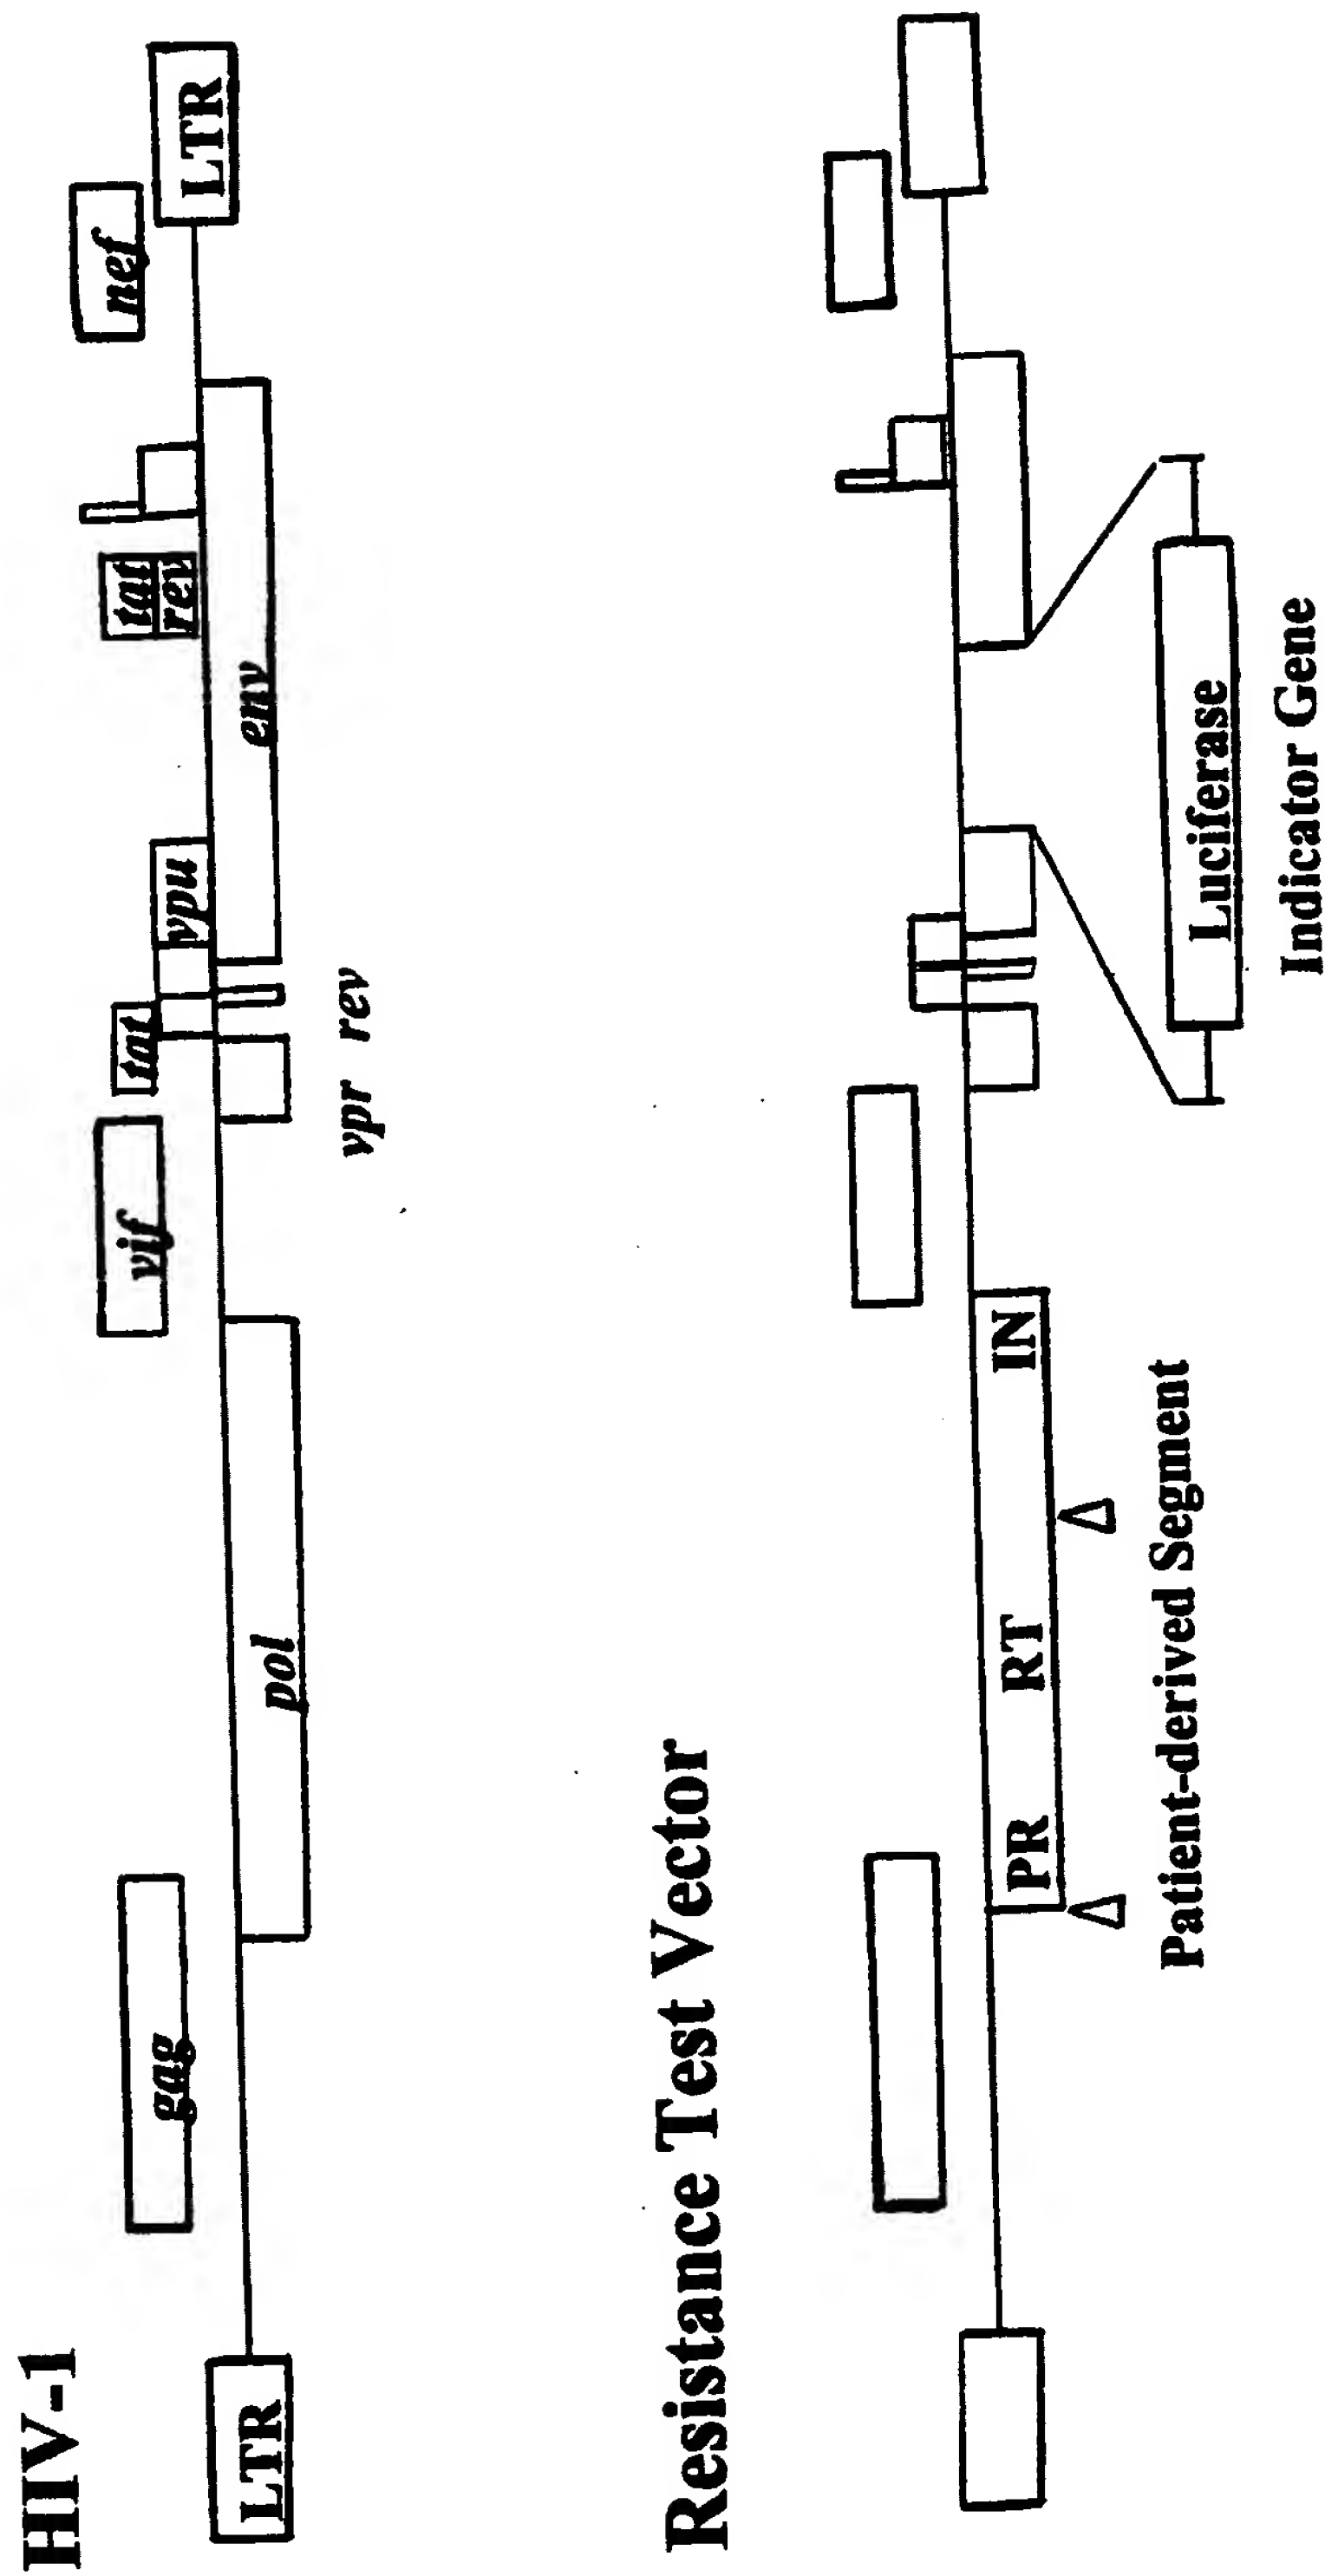 HIV-1
LTR
gag
pol
vif
tat
vpu
tat
rev
env
nef
LTR
vpr rev
Resistance Test Vector
PR RT IN
Patient-derived Segment
Luciferase
Indicator Gene